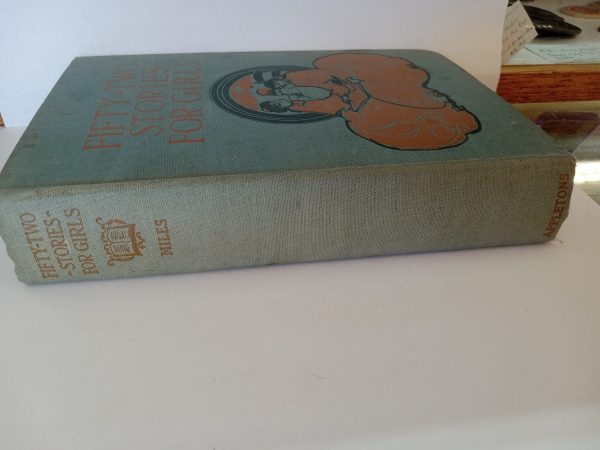 FIFTY-TWO
-STORIES-
FOR GIRLS
FIFTY-TWO
-STORIES-
FOR GIRLS
MILES
APPLETONS